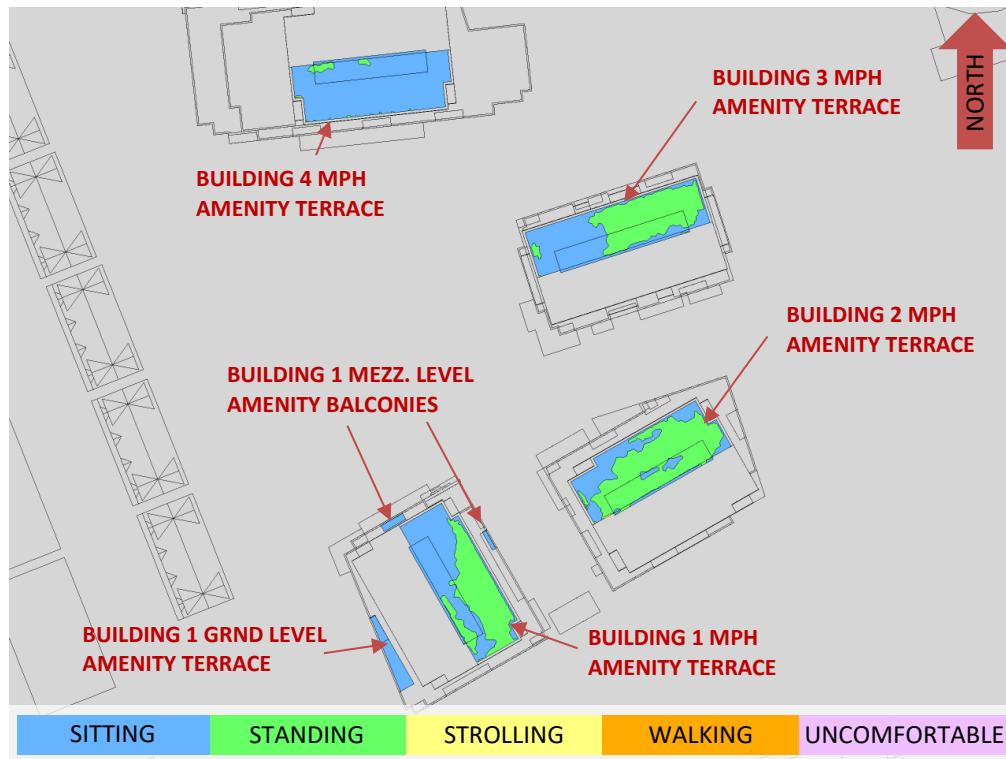 NORTH
BUILDING 3 MPH
AMENITY TERRACE
BUILDING 4 MPH
AMENITY TERRACE
BUILDING 2 MPH
AMENITY TERRACE
BUILDING 1 MEZZ. LEVEL
AMENITY BALCONIES
BUILDING 1 GRND LEVEL
AMENITY TERRACE
BUILDING 1 MPH
AMENITY TERRACE
SITTING
STANDING
STROLLING
WALKING
UNCOMFORTABLE